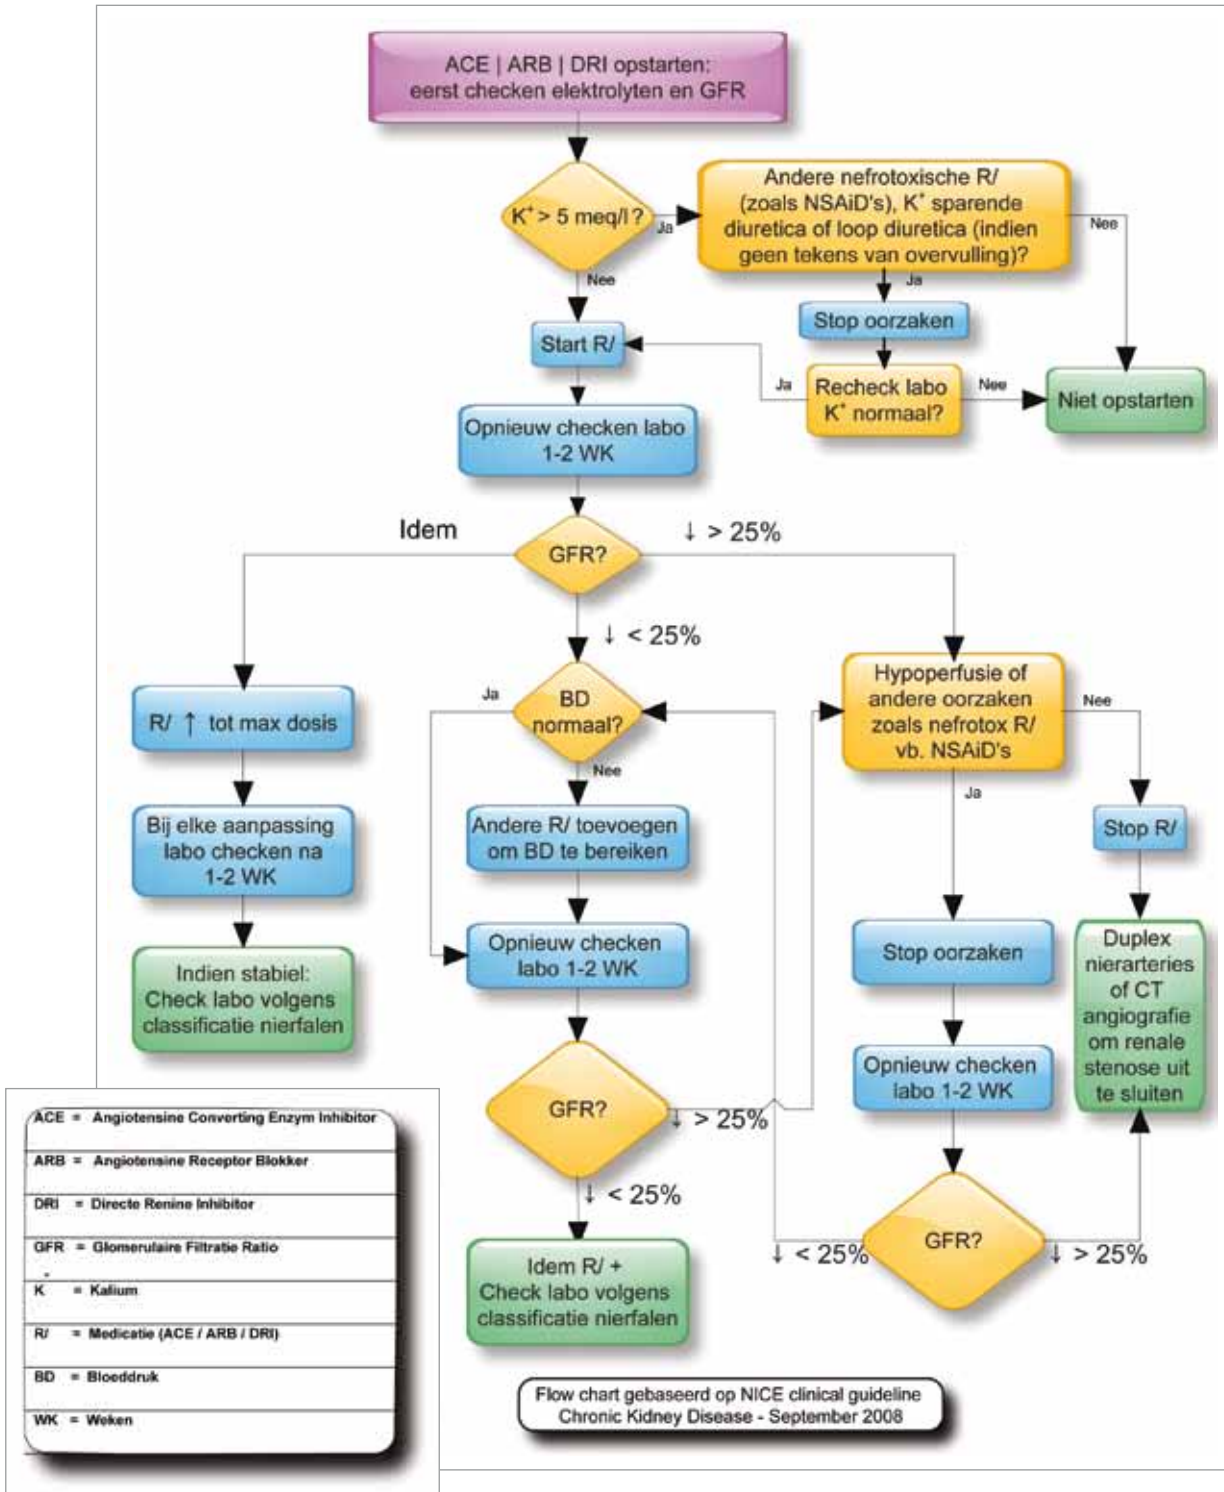 ACE | ARB | DRI opstarten:
eerst checken elektrolyten en GFR
K⁺ > 5 meq/l ?
Ja
Nee
Andere nefrotoxische R/
(zoals NSAiD's), K⁺ sparende
diuretica of loop diuretica (indien
geen tekens van overvulling)?
Nee
Ja
Stop oorzaken
Start R/
Ja
Recheck labo
K⁺ normaal?
Nee
Niet opstarten
Opnieuw checken labo
1-2 WK
Idem
GFR?
↓ > 25%
↓ < 25%
R/ ↑ tot max dosis
Bij elke aanpassing
labo checken na
1-2 WK
Indien stabiel:
Check labo volgens
classificatie nierfalen
Ja
BD
normaal?
Nee
Andere R/ toevoegen
om BD te bereiken
Opnieuw checken
labo 1-2 WK
GFR?
↓ > 25%
↓ < 25%
Idem R/ +
Check labo volgens
classificatie nierfalen
Hypoperfusie of
andere oorzaken
zoals nefrotox R/
vb. NSAiD's
Nee
Ja
Stop R/
Stop oorzaken
Duplex
nierarteries
of CT
angiografie
om renale
stenose uit
te sluiten
Opnieuw checken
labo 1-2 WK
↓ < 25%
GFR?
↓ > 25%
ACE = Angiotensine Converting Enzym Inhibitor
ARB = Angiotensine Receptor Blokker
DRI = Directe Renine Inhibitor
GFR = Glomerulaire Filtratie Ratio
K = Kalium
R/ = Medicatie (ACE / ARB / DRI)
BD = Bloeddruk
WK = Weken
Flow chart gebaseerd op NICE clinical guideline
Chronic Kidney Disease - September 2008